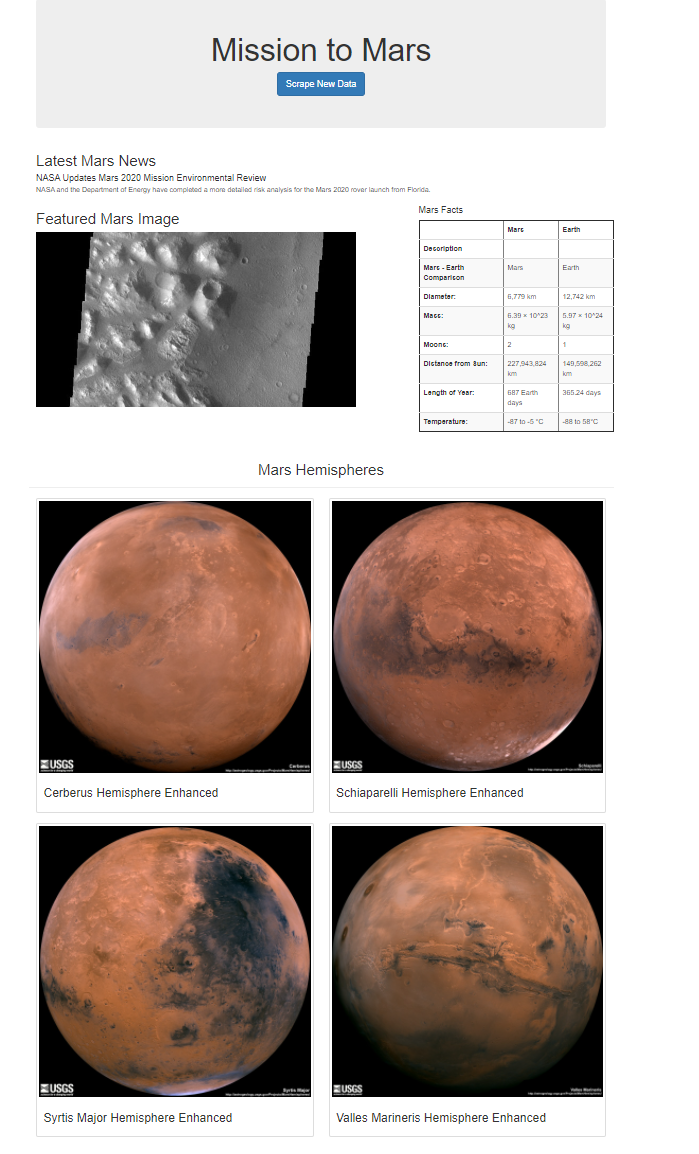 Mission to Mars
Scrape New Data
Latest Mars News
NASA Updates Mars 2020 Mission Environmental Review
NASA and the Department of Energy have completed a more detailed risk analysis for the Mars 2020 rover launch from Florida.
Featured Mars Image
Mars Facts
Mars Earth
Description
Mars - Earth Comparison Mars Earth
Diameter: 6,779 km 12,742 km
Mass: 6.39 × 10^23 kg 5.97 × 10^24 kg
Moons: 2 1
Distance from Sun: 227,943,824 km 149,598,262 km
Length of Year: 687 Earth days 365.24 days
Temperature: -87 to -5 °C -88 to 58°C
Mars Hemispheres
USGS
Cerberus
USGS
Schiaparelli
Cerberus Hemisphere Enhanced
Schiaparelli Hemisphere Enhanced
USGS
Syrtis Major
USGS
Valles Marineris
Syrtis Major Hemisphere Enhanced
Valles Marineris Hemisphere Enhanced